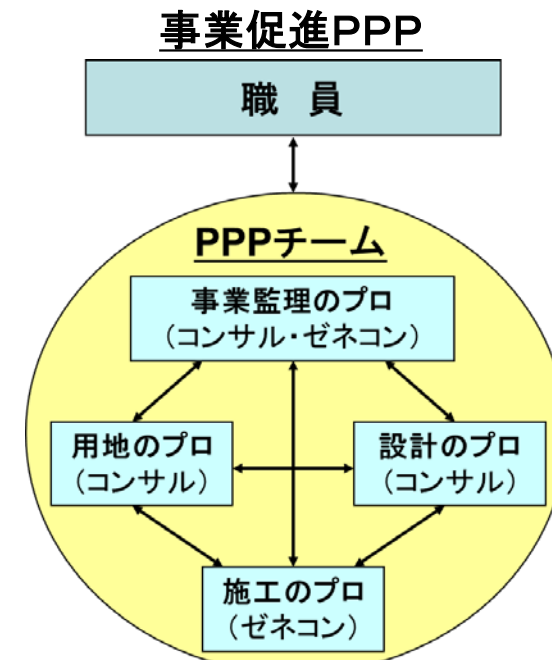 事業促進PPP
職　員
PPPチーム
事業監理のプロ
(コンサル・ゼネコン)
用地のプロ
(コンサル)
設計のプロ
(コンサル)
施工のプロ
(ゼネコン)